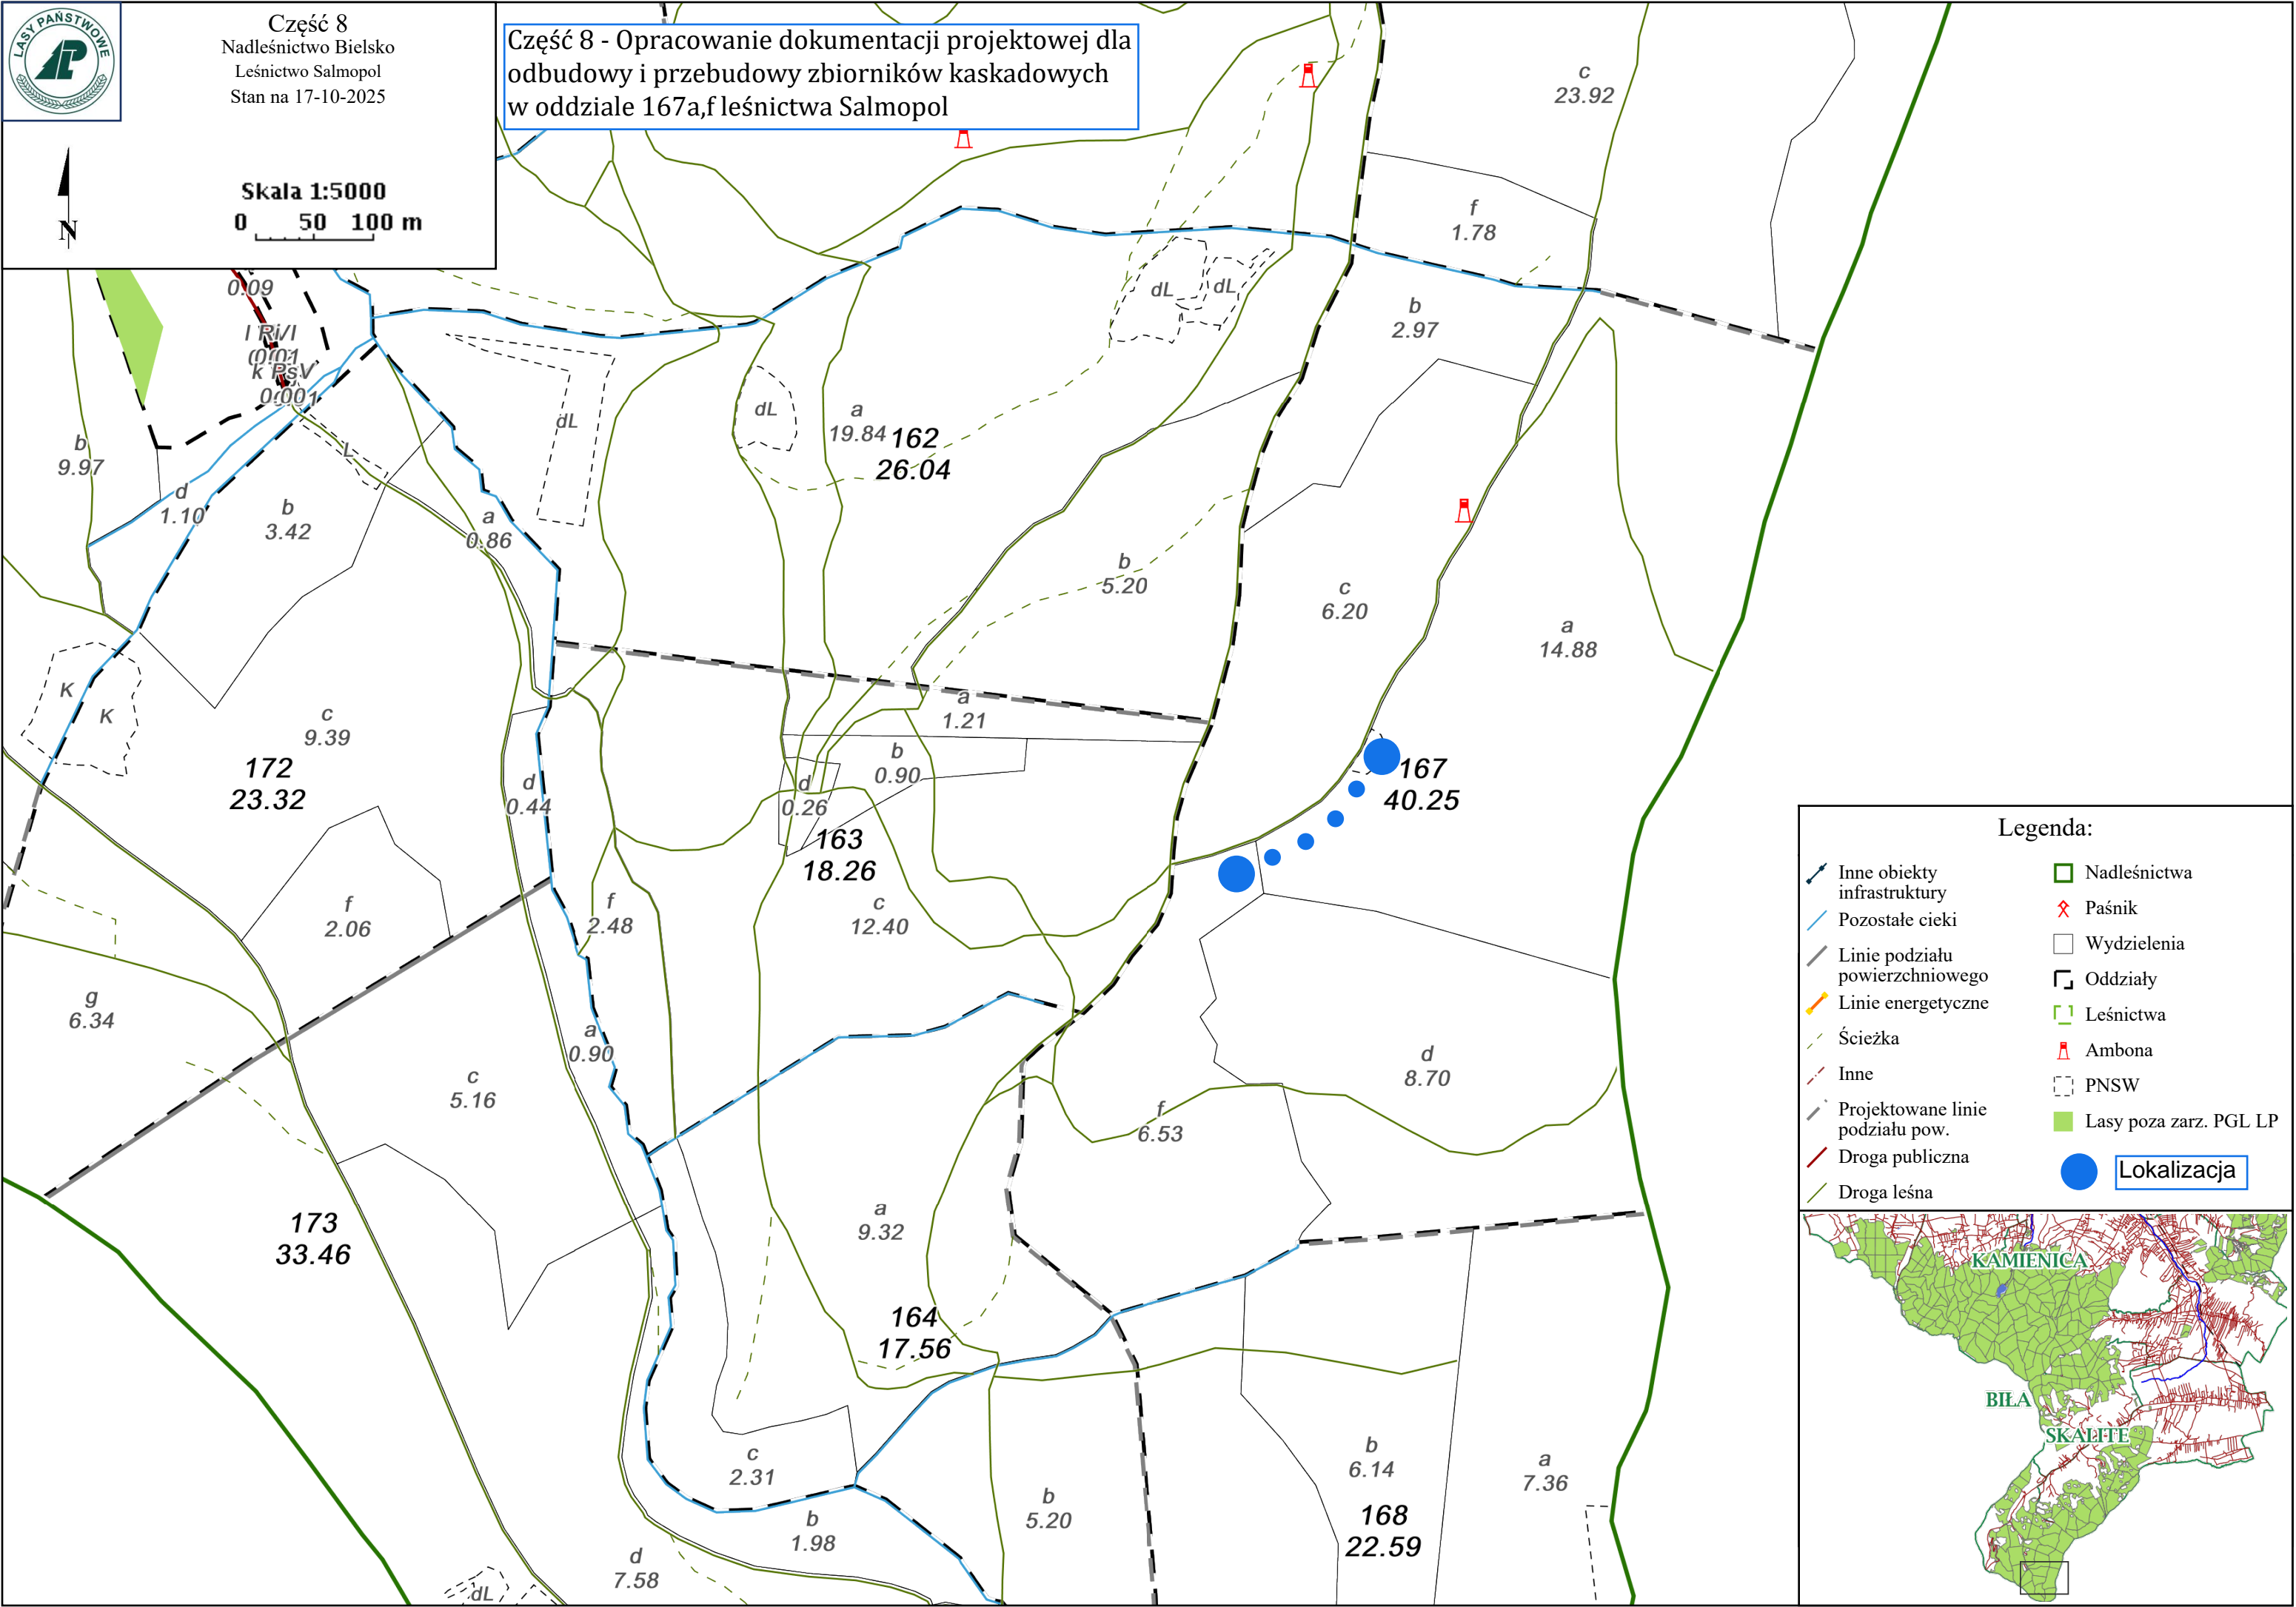 LASY PAŃSTWOWE
Część 8
Nadleśnictwo Bielsko
Leśnictwo Salmopol
Stan na 17-10-2025
N
Skala 1:5000
0 50 100 m
Część 8 - Opracowanie dokumentacji projektowej dla
odbudowy i przebudowy zbiorników kaskadowych
w oddziale 167a,f leśnictwa Salmopol
c
23.92
f
1.78
b
2.97
dL
dL
0.09
k PsV
b
9.97
d
1.10
b
3.42
L
a
0.86
dL
dL
a
19.84
162
26.04
b
5.20
c
6.20
a
14.88
K
K
c
9.39
172
23.32
a
1.21
b
0.90
d
0.26
d
0.44
163
18.26
167
40.25
f
2.06
f
2.48
c
12.40
g
6.34
a
0.90
c
5.16
d
8.70
f
6.53
173
33.46
a
9.32
164
17.56
c
2.31
b
1.98
b
5.20
b
6.14
a
7.36
168
22.59
d
7.58
dL
Legenda:
Inne obiekty
infrastruktury
Pozostałe cieki
Linie podziału
powierzchniowego
Linie energetyczne
Ścieżka
Inne
Projektowane linie
podziału pow.
Droga publiczna
Droga leśna
Nadleśnictwa
Paśnik
Wydzielenia
Oddziały
Leśnictwa
Ambona
PNSW
Lasy poza zarz. PGL LP
Lokalizacja
KAMIENICA
BIŁA
SKALITE